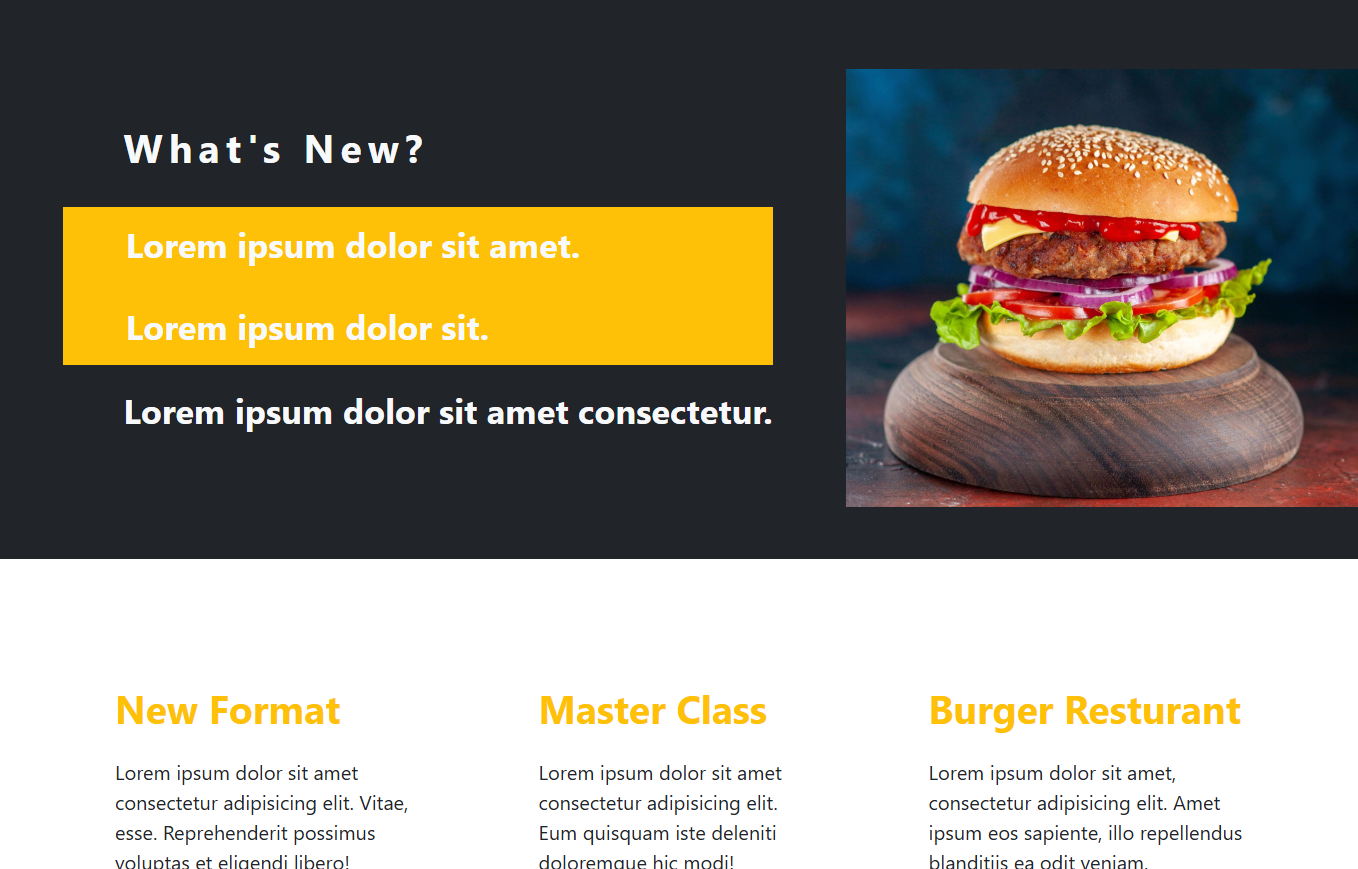 What's New?
Lorem ipsum dolor sit amet.
Lorem ipsum dolor sit.
Lorem ipsum dolor sit amet consectetur.
New Format
Lorem ipsum dolor sit amet
consectetur adipisicing elit. Vitae,
esse. Reprehenderit possimus
voluptas et eligendi libero!
Master Class
Lorem ipsum dolor sit amet
consectetur adipisicing elit.
Eum quisquam iste deleniti
doloremque hic modi!
Burger Resturant
Lorem ipsum dolor sit amet,
consectetur adipisicing elit. Amet
ipsum eos sapiente, illo repellendus
blanditiis ea odit veniam.